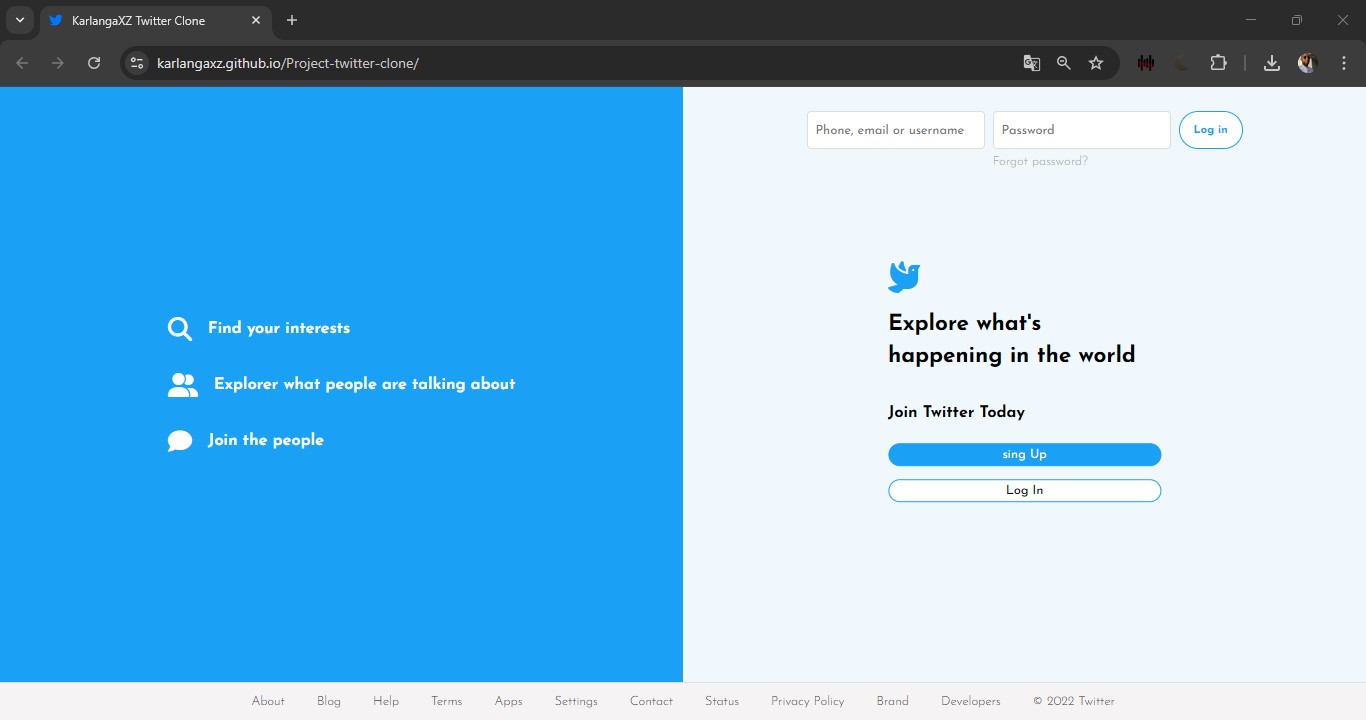 KarlangaXZ Twitter Clone
karlangaxz.github.io/Project-twitter-clone/
Phone, email or username
Password
Log in
Forgot password?
Find your interests
Explorer what people are talking about
Join the people
Explore what's
happening in the world
Join Twitter Today
sing Up
Log In
About Blog Help Terms Apps Settings Contact Status Privacy Policy Brand Developers © 2022 Twitter